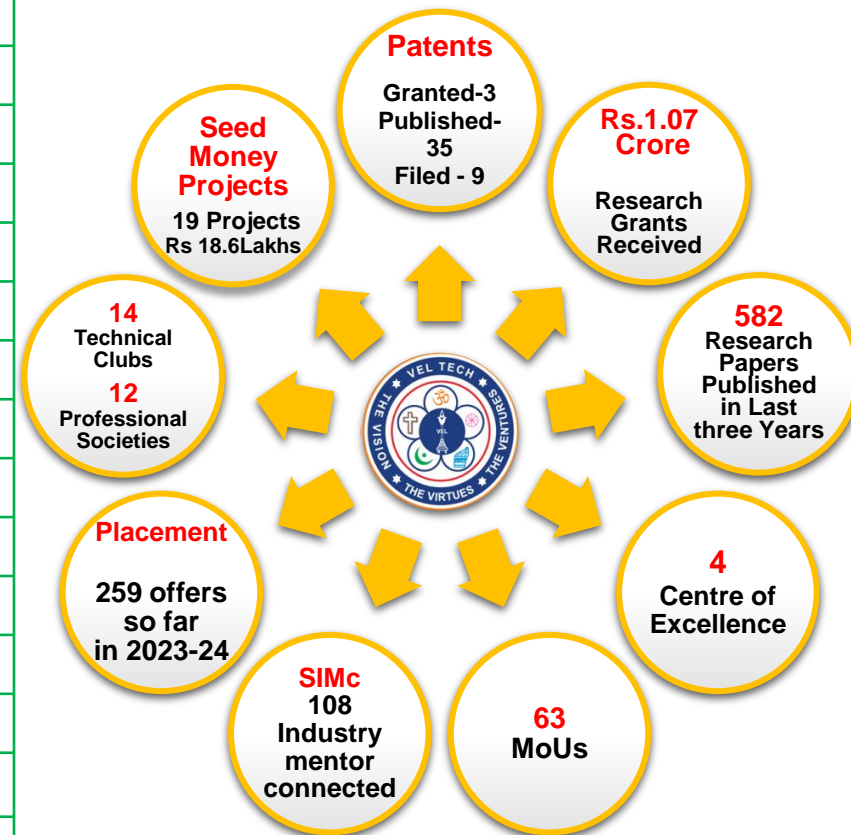 Patents
Granted-3
Published-
35
Filed - 9
Rs.1.07
Crore
Research
Grants
Received
582
Research
Papers
Published
in Last
three Years
4
Centre of
Excellence
63
MoUs
SIMc
108
Industry
mentor
connected
Placement
259 offers
so far
in 2023-24
14
Technical
Clubs
12
Professional
Societies
Seed
Money
Projects
19 Projects
Rs 18.6Lakhs
VEL TECH
THE VISION
THE VENTURES
THE VIRTUES
ॐ
VEL